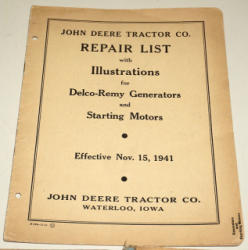 JOHN DEERE TRACTOR CO.
REPAIR LIST
with
Illustrations
for
Delco-Remy Generators
and
Starting Motors
Effective Nov. 15, 1941
JOHN DEERE TRACTOR CO.
WATERLOO, IOWA